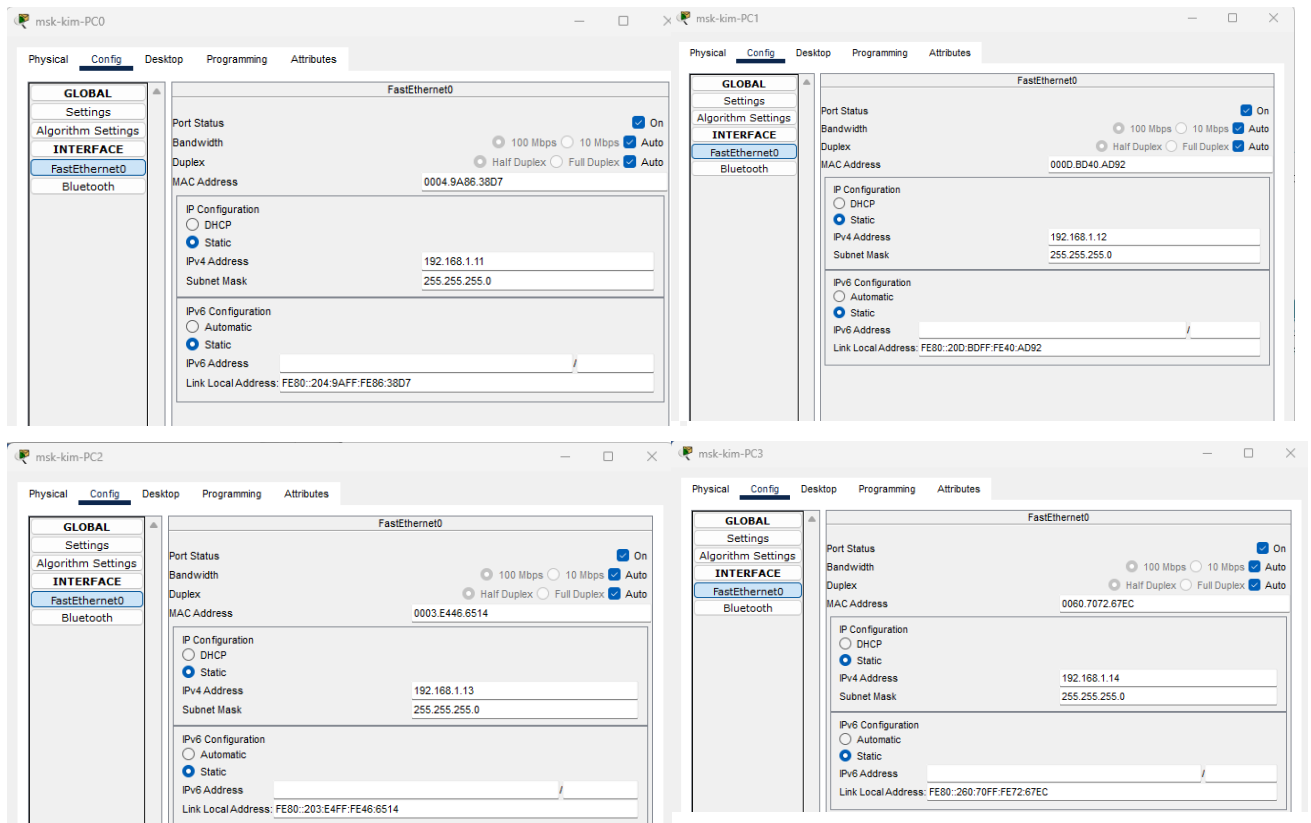 msk-kim-PC0
Physical Config Desktop Programming Attributes
GLOBAL
Settings
Algorithm Settings
INTERFACE
FastEthernet0
Bluetooth
FastEthernet0
Port Status On
Bandwidth 100 Mbps 10 Mbps Auto
Duplex Half Duplex Full Duplex Auto
MAC Address 0004.9A86.38D7
IP Configuration
DHCP
Static
IPv4 Address 192.168.1.11
Subnet Mask 255.255.255.0
IPv6 Configuration
Automatic
Static
IPv6 Address /
Link Local Address: FE80::204:9AFF:FE86:38D7
msk-kim-PC1
Physical Config Desktop Programming Attributes
GLOBAL
Settings
Algorithm Settings
INTERFACE
FastEthernet0
Bluetooth
FastEthernet0
Port Status On
Bandwidth 100 Mbps 10 Mbps Auto
Duplex Half Duplex Full Duplex Auto
MAC Address 000D.BD40.AD92
IP Configuration
DHCP
Static
IPv4 Address 192.168.1.12
Subnet Mask 255.255.255.0
IPv6 Configuration
Automatic
Static
IPv6 Address /
Link Local Address: FE80::20D:BDFF:FE40:AD92
msk-kim-PC2
Physical Config Desktop Programming Attributes
GLOBAL
Settings
Algorithm Settings
INTERFACE
FastEthernet0
Bluetooth
FastEthernet0
Port Status On
Bandwidth 100 Mbps 10 Mbps Auto
Duplex Half Duplex Full Duplex Auto
MAC Address 0003.E446.6514
IP Configuration
DHCP
Static
IPv4 Address 192.168.1.13
Subnet Mask 255.255.255.0
IPv6 Configuration
Automatic
Static
IPv6 Address /
Link Local Address: FE80::203:E4FF:FE46:6514
msk-kim-PC3
Physical Config Desktop Programming Attributes
GLOBAL
Settings
Algorithm Settings
INTERFACE
FastEthernet0
Bluetooth
FastEthernet0
Port Status On
Bandwidth 100 Mbps 10 Mbps Auto
Duplex Half Duplex Full Duplex Auto
MAC Address 0060.7072.67EC
IP Configuration
DHCP
Static
IPv4 Address 192.168.1.14
Subnet Mask 255.255.255.0
IPv6 Configuration
Automatic
Static
IPv6 Address /
Link Local Address: FE80::260:70FF:FE72:67EC